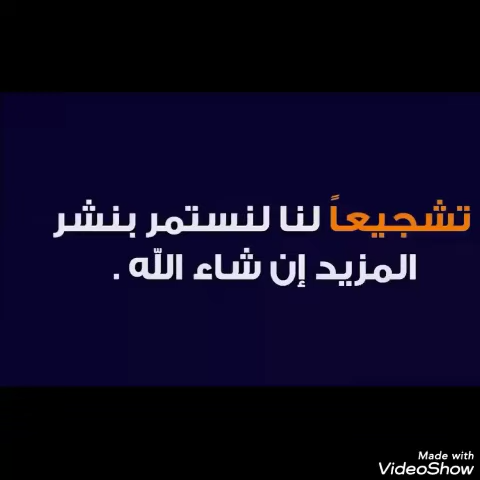 تشجيعاً لنا لنستمر بنشر
المزيد إن شاء الله .
Made with
VideoShow